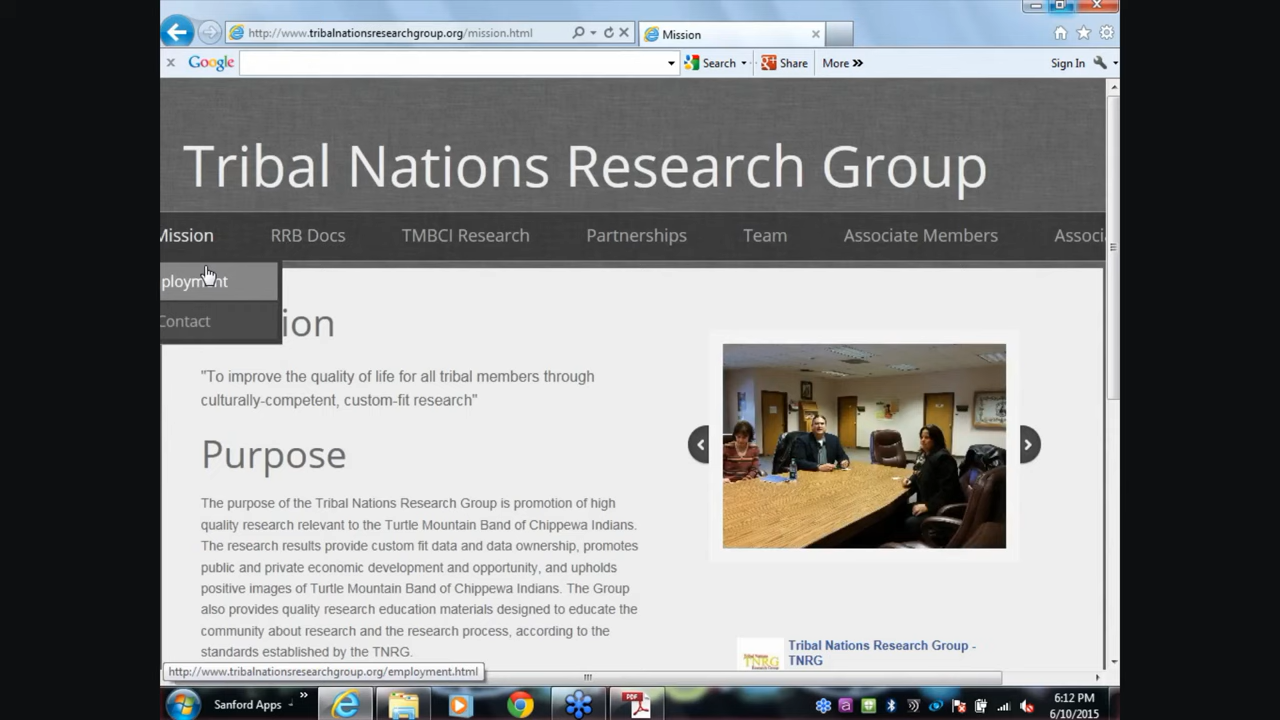 http://www.tribalnationsresearchgroup.org/mission.html
Mission
Google
Search
Share
More »
Sign In
Tribal Nations Research Group
Mission
RRB Docs
TMBCI Research
Partnerships
Team
Associate Members
Associ
ployment
Contact
ion
"To improve the quality of life for all tribal members through
culturally-competent, custom-fit research"
Purpose
The purpose of the Tribal Nations Research Group is promotion of high
quality research relevant to the Turtle Mountain Band of Chippewa Indians.
The research results provide custom fit data and data ownership, promotes
public and private economic development and opportunity, and upholds
positive images of Turtle Mountain Band of Chippewa Indians. The Group
also provides quality research education materials designed to educate the
community about research and the research process, according to the
standards established by the TNRG.
Tribal Nations Research Group -
TNRG
Tribal Nations
TNRG
http://www.tribalnationsresearchgroup.org/employment.html
Sanford Apps
»
6:12 PM
6/10/2015